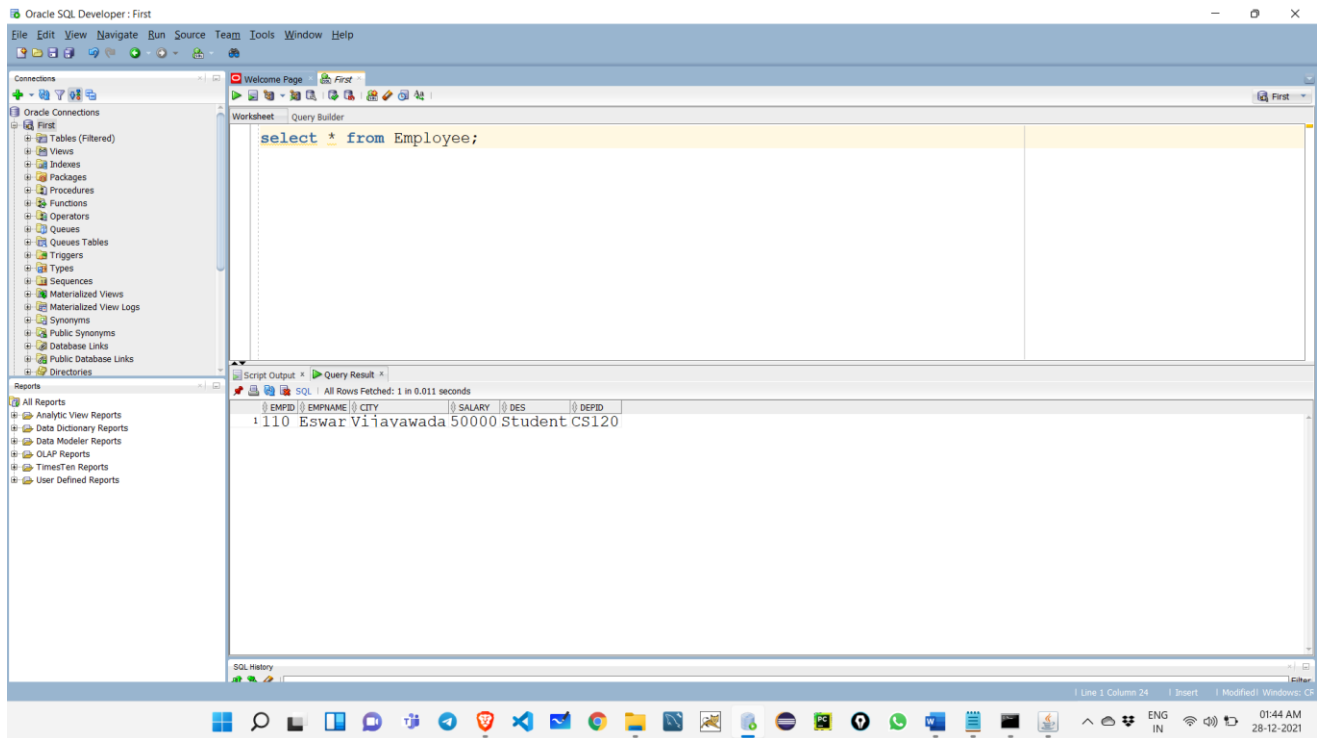 Oracle SQL Developer : First
File Edit View Navigate Run Source Team Tools Window Help
Connections
Oracle Connections
First
Tables (Filtered)
Views
Indexes
Packages
Procedures
Functions
Operators
Queues
Queues Tables
Triggers
Types
Sequences
Materialized Views
Materialized View Logs
Synonyms
Public Synonyms
Database Links
Public Database Links
Directories
Reports
All Reports
Analytic View Reports
Data Dictionary Reports
Data Modeler Reports
OLAP Reports
TimesTen Reports
User Defined Reports
Welcome Page First
First
Worksheet Query Builder
select * from Employee;
Script Output Query Result
SQL All Rows Fetched: 1 in 0.011 seconds
EMPID EMPNAME CITY SALARY DES DEPID
1 110 Eswar Vijayawada 50000 Student CS120
SQL History
Filter
Line 1 Column 24 Insert Modified Windows: CR
ENG
IN
01:44 AM
28-12-2021